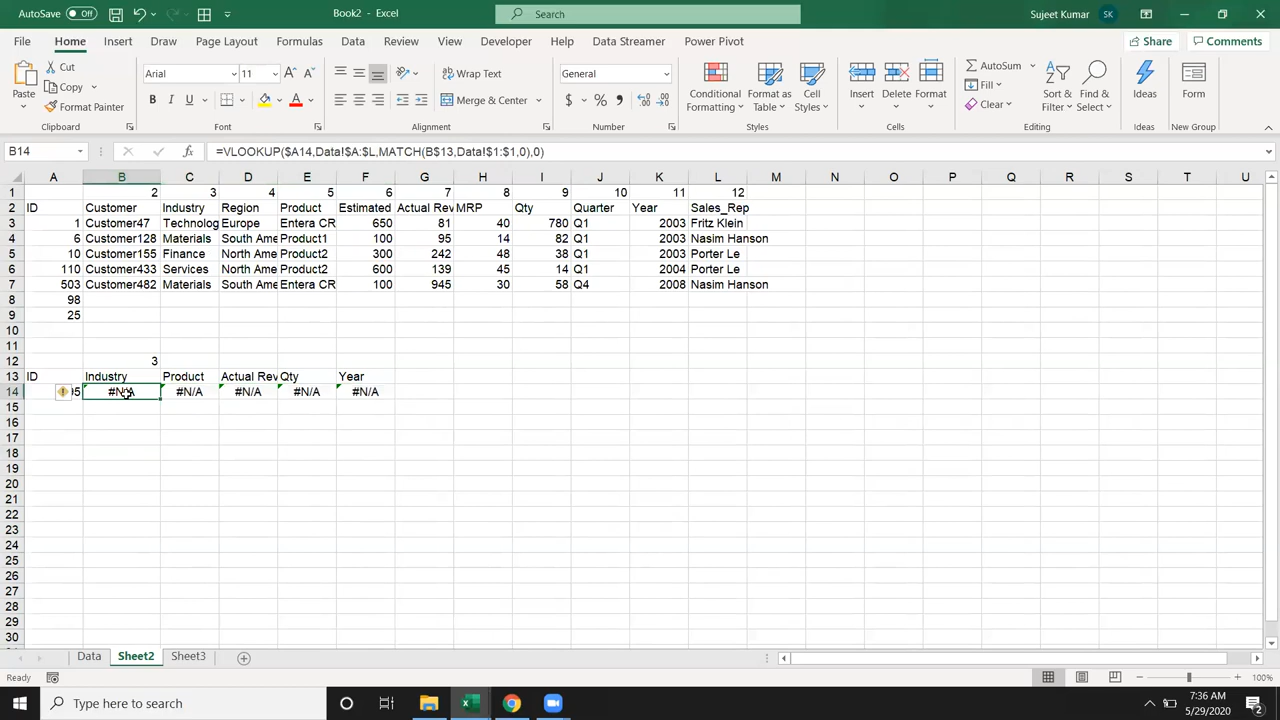 AutoSave Off Book2 - Excel Search Sujeet Kumar SK
File Home Insert Draw Page Layout Formulas Data Review View Developer Help Data Streamer Power Pivot Share Comments
Cut Arial 11 Wrap Text General AutoSum
Copy Fill
Paste Format Painter B I U Merge & Center $ % Conditional Format as Cell Insert Delete Format Clear Sort & Find & Ideas Form
Formatting Table Styles Filter Select
Clipboard Font Alignment Number Styles Cells Editing Ideas Form
B14 fx =VLOOKUP($A14,Data!$A:$L,MATCH(B$13,Data!$1:$1,0),0)
A B C D E F G H I J K L M N O P Q R S T U
1 2 3 4 5 6 7 8 9 10 11 12
2 ID Customer Industry Region Product Estimated Actual Rev MRP Qty Quarter Year Sales_Rep
3 1 Customer47 Technolog Europe Entera CR 650 81 40 780 Q1 2003 Fritz Klein
4 6 Customer128 Materials South Ame Product1 100 95 14 82 Q1 2003 Nasim Hanson
5 10 Customer155 Finance North Ame Product2 300 242 48 38 Q1 2003 Porter Le
6 110 Customer433 Services North Ame Product2 600 139 45 14 Q1 2004 Porter Le
7 503 Customer482 Materials South Ame Entera CR 100 945 30 58 Q4 2008 Nasim Hanson
8 98
9 25
10
11
12 3
13 ID Industry Product Actual Rev Qty Year
14 #N/A #N/A #N/A #N/A #N/A
15
16
17
18
19
20
21
22
23
24
25
26
27
28
29
30
Data Sheet2 Sheet3
Ready 100%
Type here to search 7:36 AM
5/29/2020 2